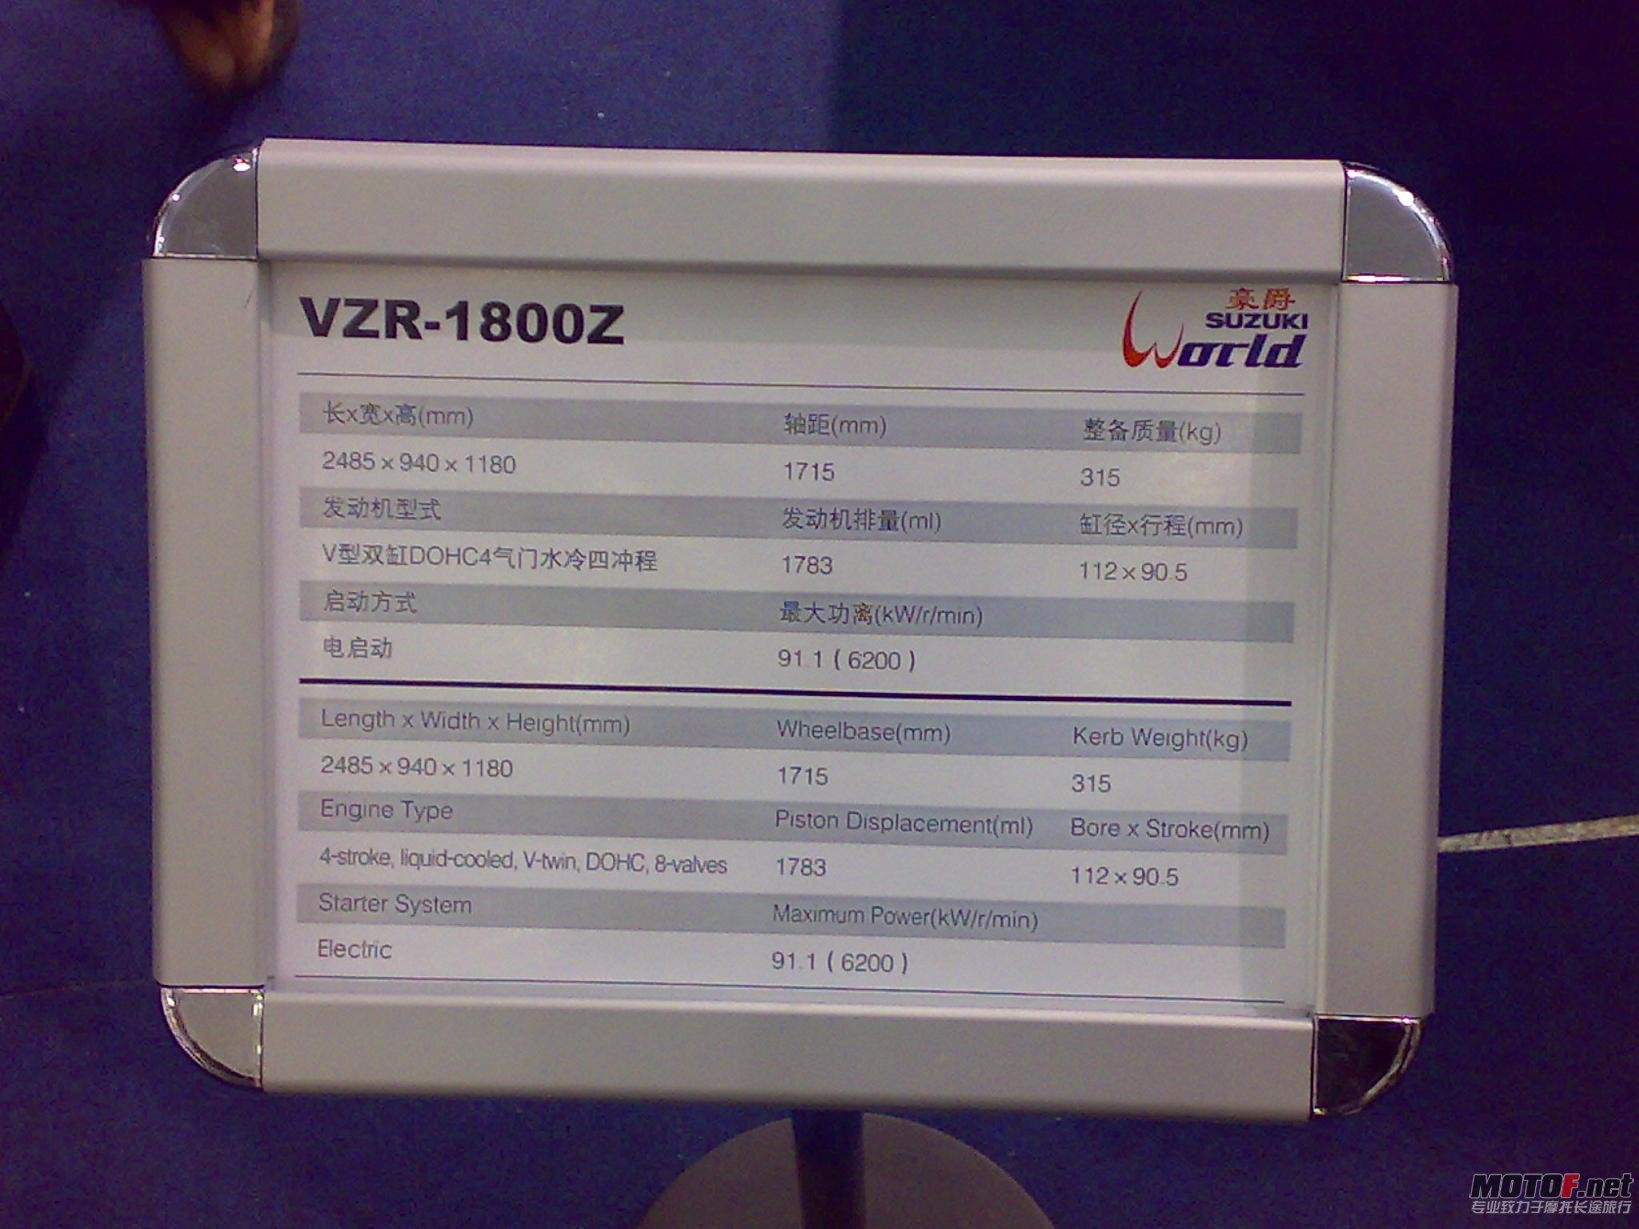 VZR-1800Z
豪爵
SUZUKI
World
长x宽x高(mm) 轴距(mm) 整备质量(kg)
2485 x 940 x 1180 1715 315
发动机型式 发动机排量(ml) 缸径x行程(mm)
V型双缸DOHC4气门水冷四冲程 1783 112 x 90.5
启动方式 最大功离(kW/r/min)
电启动 91.1 ( 6200 )
Length x Width x Height(mm) Wheelbase(mm) Kerb Weight(kg)
2485 x 940 x 1180 1715 315
Engine Type Piston Displacement(ml) Bore x Stroke(mm)
4-stroke, liquid-cooled, V-twin, DOHC, 8-valves 1783 112 x 90.5
Starter System Maximum Power(kW/r/min)
Electric 91.1 ( 6200 )
MOTOF.net
专业致力于摩托长途旅行